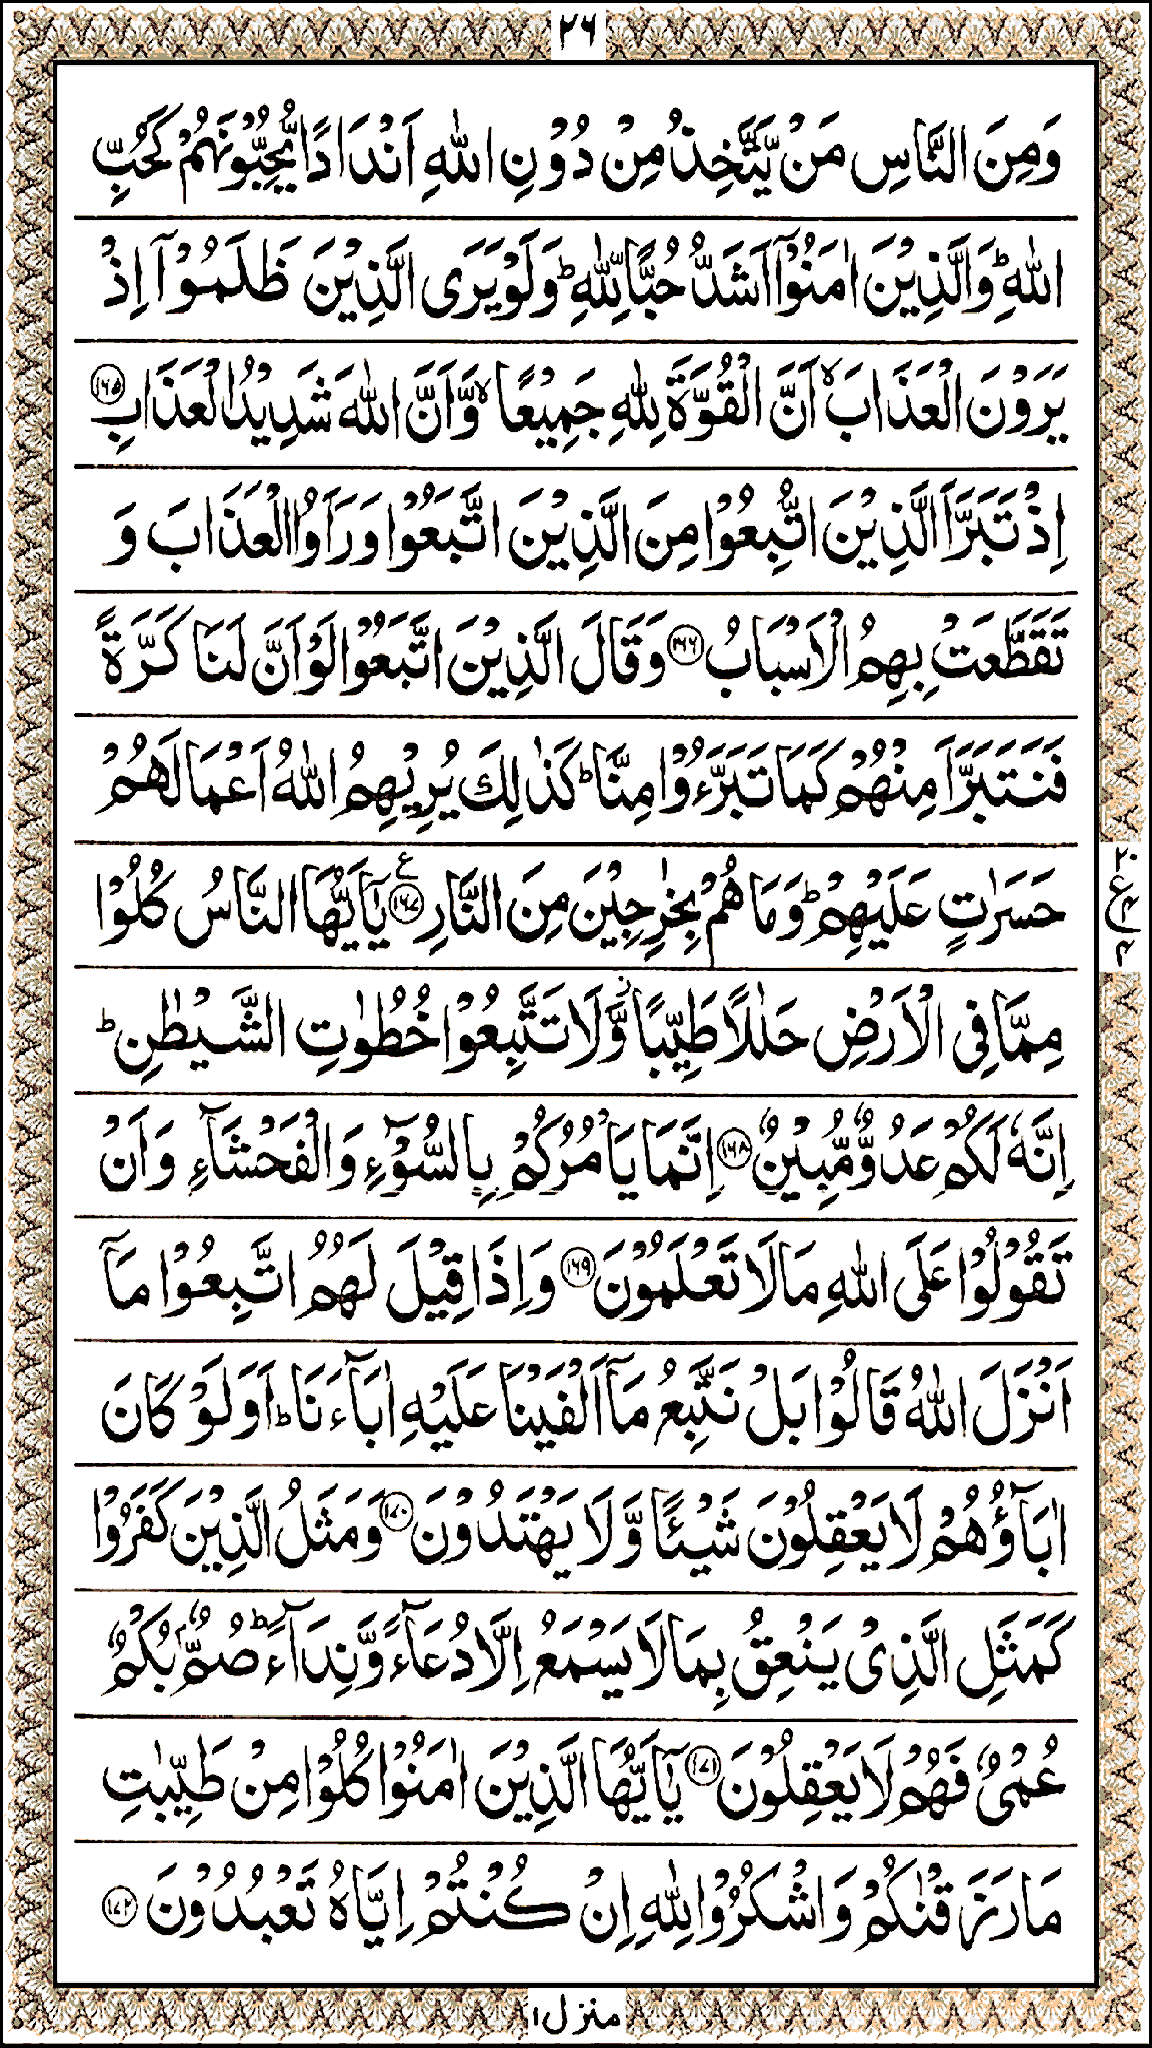 ٢٦
وَمِنَ النَّاسِ مَنْ يَّتَّخِذُ مِنْ دُوْنِ اللّٰهِ اَنْدَادًا يُّحِبُّوْنَهُمْ كَحُبِّ
اللّٰهِ ؕ وَالَّذِيْنَ اٰمَنُوْٓا اَشَدُّ حُبًّا لِّلّٰهِ ؕ وَلَوْ يَرَى الَّذِيْنَ ظَلَمُوْٓا اِذْ
يَرَوْنَ الْعَذَابَ ۙ اَنَّ الْقُوَّةَ لِلّٰهِ جَمِيْعًا ۙ وَّاَنَّ اللّٰهَ شَدِيْدُ الْعَذَابِ ﴿١٦٥﴾
اِذْ تَبَرَّاَ الَّذِيْنَ اتُّبِعُوْا مِنَ الَّذِيْنَ اتَّبَعُوْا وَرَاَوُا الْعَذَابَ وَ
تَقَطَّعَتْ بِهِمُ الْاَسْبَابُ ﴿١٦٦﴾ وَقَالَ الَّذِيْنَ اتَّبَعُوْا لَوْ اَنَّ لَنَا كَرَّةً
فَنَتَبَرَّاَ مِنْهُمْ كَمَا تَبَرَّءُوْا مِنَّا ؕ كَذٰلِكَ يُرِيْهِمُ اللّٰهُ اَعْمَالَهُمْ
حَسَرٰتٍ عَلَيْهِمْ ؕ وَمَا هُمْ بِخٰرِجِيْنَ مِنَ النَّارِ ﴿١٦٧﴾ ع يٰٓاَيُّهَا النَّاسُ كُلُوْا
مِمَّا فِى الْاَرْضِ حَلٰلًا طَيِّبًا ۖ وَّلَا تَتَّبِعُوْا خُطُوٰتِ الشَّيْطٰنِ ؕ
اِنَّهٗ لَكُمْ عَدُوٌّ مُّبِيْنٌ ﴿١٦٨﴾ اِنَّمَا يَاْمُرُكُمْ بِالسُّوْٓءِ وَالْفَحْشَآءِ وَاَنْ
تَقُوْلُوْا عَلَى اللّٰهِ مَا لَا تَعْلَمُوْنَ ﴿١٦٩﴾ وَاِذَا قِيْلَ لَهُمُ اتَّبِعُوْا مَآ
اَنْزَلَ اللّٰهُ قَالُوْا بَلْ نَتَّبِعُ مَآ اَلْفَيْنَا عَلَيْهِ اٰبَآءَنَا ؕ اَوَلَوْ كَانَ
اٰبَآؤُهُمْ لَا يَعْقِلُوْنَ شَيْـًٔا وَّلَا يَهْتَدُوْنَ ﴿١٧٠﴾ وَمَثَلُ الَّذِيْنَ كَفَرُوْا
كَمَثَلِ الَّذِىْ يَنْعِقُ بِمَا لَا يَسْمَعُ اِلَّا دُعَآءً وَّنِدَآءً ؕ صُمٌّۢ بُكْمٌ
عُمْىٌ فَهُمْ لَا يَعْقِلُوْنَ ﴿١٧١﴾ يٰٓاَيُّهَا الَّذِيْنَ اٰمَنُوْا كُلُوْا مِنْ طَيِّبٰتِ
مَا رَزَقْنٰكُمْ وَاشْكُرُوْا لِلّٰهِ اِنْ كُنْتُمْ اِيَّاهُ تَعْبُدُوْنَ ﴿١٧٢﴾
منزل ١